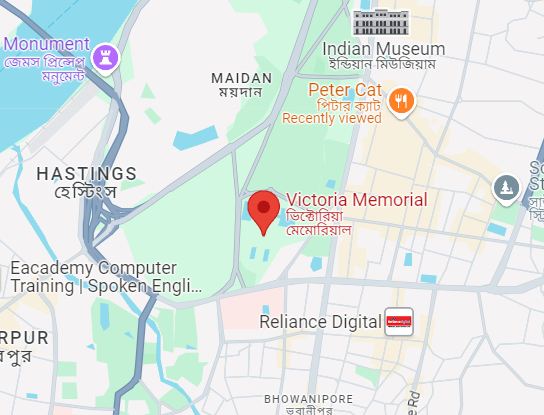 Monument
জেমস প্রিন্সেপ
মনুমেন্ট
Indian Museum
ইন্ডিয়ান মিউজিয়াম
MAIDAN
ময়দান
Peter Cat
পিটার ক্যাট
Recently viewed
HASTINGS
হেস্টিংস
Victoria Memorial
ভিক্টোরিয়া
মেমোরিয়াল
Eacademy Computer
Training | Spoken Engli...
Reliance Digital
RPUR
BHOWANIPORE
ভবানীপুর
e Rd